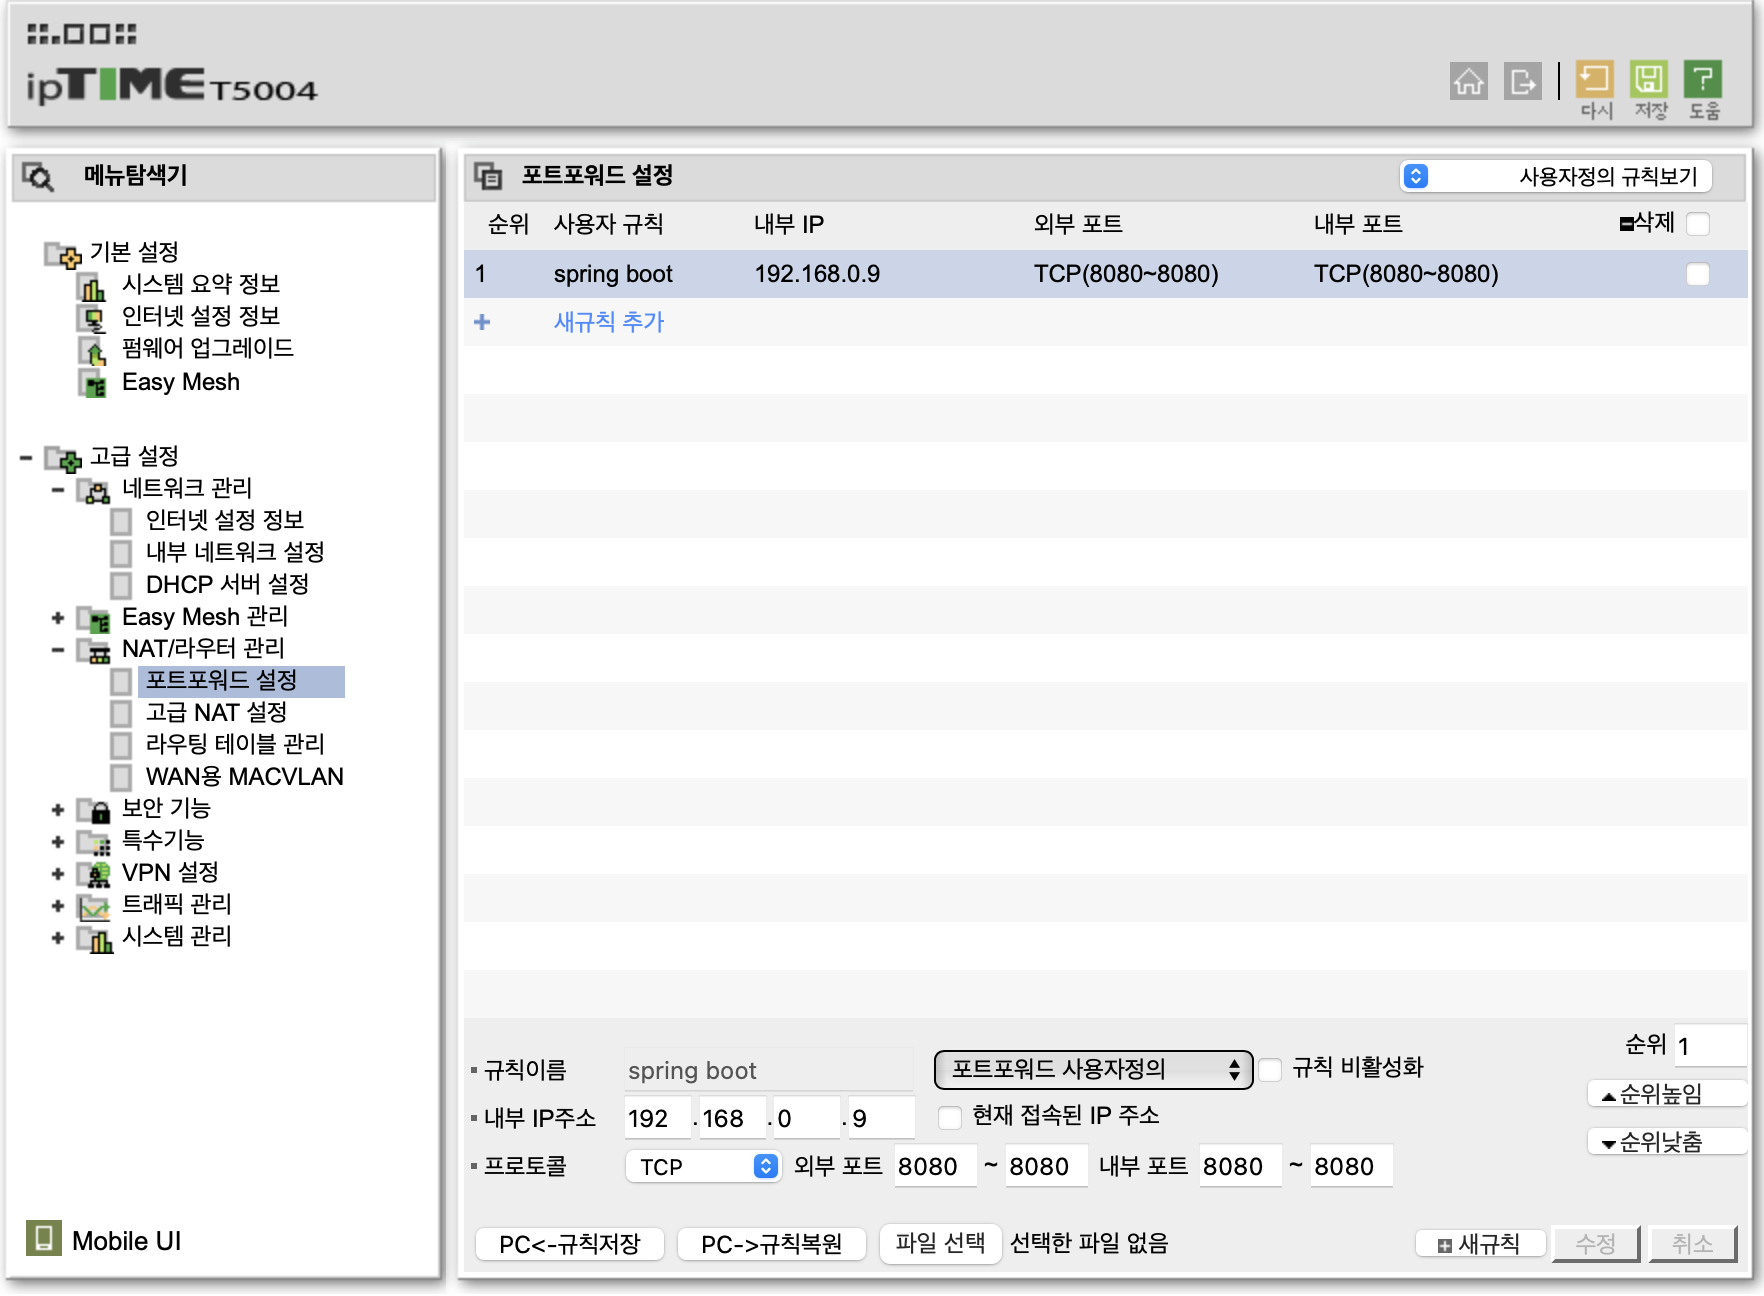 ipTIME T5004
다시 저장 도움
메뉴탐색기
기본 설정
시스템 요약 정보
인터넷 설정 정보
펌웨어 업그레이드
Easy Mesh
고급 설정
네트워크 관리
인터넷 설정 정보
내부 네트워크 설정
DHCP 서버 설정
Easy Mesh 관리
NAT/라우터 관리
포트포워드 설정
고급 NAT 설정
라우팅 테이블 관리
WAN용 MACVLAN
보안 기능
특수기능
VPN 설정
트래픽 관리
시스템 관리
Mobile UI
포트포워드 설정 사용자정의 규칙보기
순위 사용자 규칙 내부 IP 외부 포트 내부 포트 삭제
1 spring boot 192.168.0.9 TCP(8080~8080) TCP(8080~8080)
+ 새규칙 추가
순위 1
규칙이름 spring boot 포트포워드 사용자정의 규칙 비활성화
▲순위높임
내부 IP주소 192 . 168 . 0 . 9 현재 접속된 IP 주소
▼순위낮춤
프로토콜 TCP 외부 포트 8080 ~ 8080 내부 포트 8080 ~ 8080
PC<-규칙저장 PC->규칙복원 파일 선택 선택한 파일 없음 새규칙 수정 취소